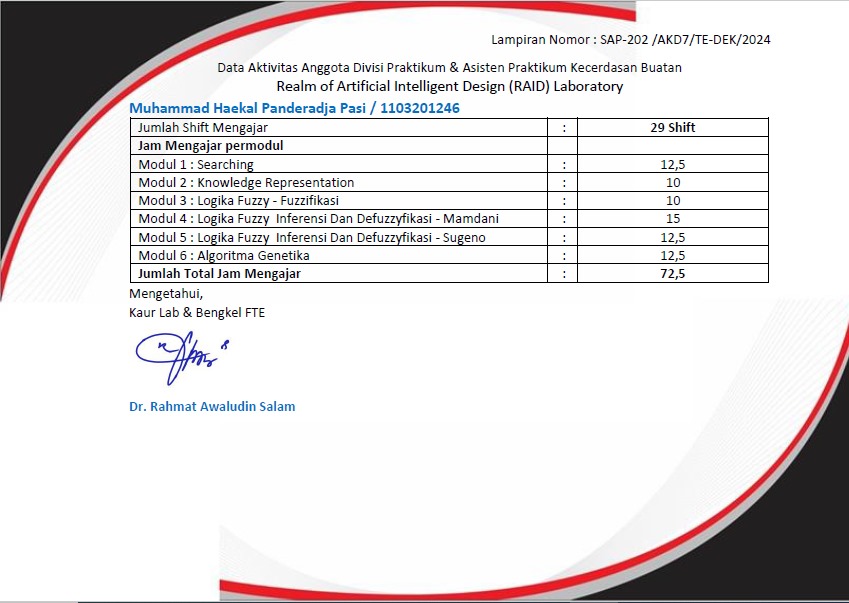 Lampiran Nomor : SAP-202 /AKD7/TE-DEK/2024
Data Aktivitas Anggota Divisi Praktikum & Asisten Praktikum Kecerdasan Buatan
Realm of Artificial Intelligent Design (RAID) Laboratory
Muhammad Haekal Panderadja Pasi / 1103201246
Jumlah Shift Mengajar : 29 Shift
Jam Mengajar permodul
Modul 1 : Searching : 12,5
Modul 2 : Knowledge Representation : 10
Modul 3 : Logika Fuzzy - Fuzzifikasi : 10
Modul 4 : Logika Fuzzy Inferensi Dan Defuzzyfikasi - Mamdani : 15
Modul 5 : Logika Fuzzy Inferensi Dan Defuzzyfikasi - Sugeno : 12,5
Modul 6 : Algoritma Genetika : 12,5
Jumlah Total Jam Mengajar : 72,5
Mengetahui,
Kaur Lab & Bengkel FTE
Dr. Rahmat Awaludin Salam